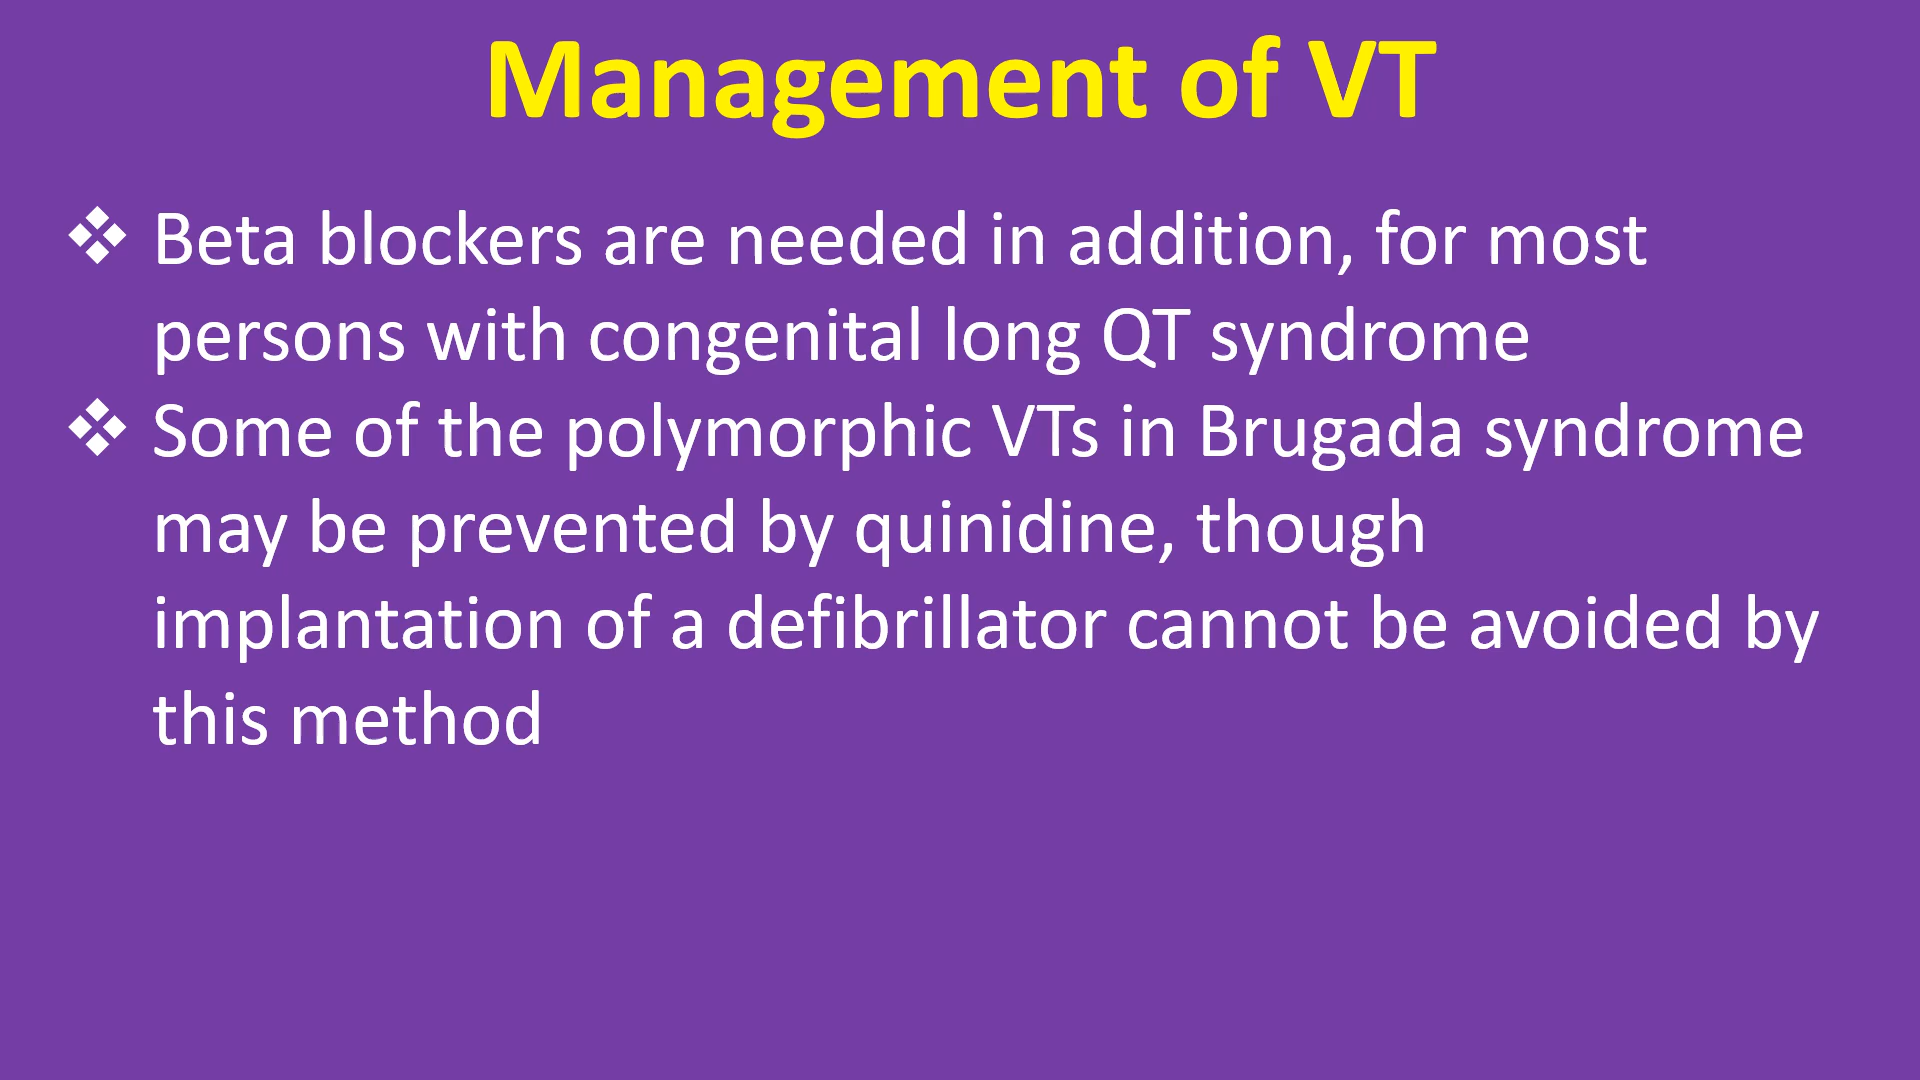 Management of VT
❖ Beta blockers are needed in addition, for most
persons with congenital long QT syndrome
❖ Some of the polymorphic VTs in Brugada syndrome
may be prevented by quinidine, though
implantation of a defibrillator cannot be avoided by
this method